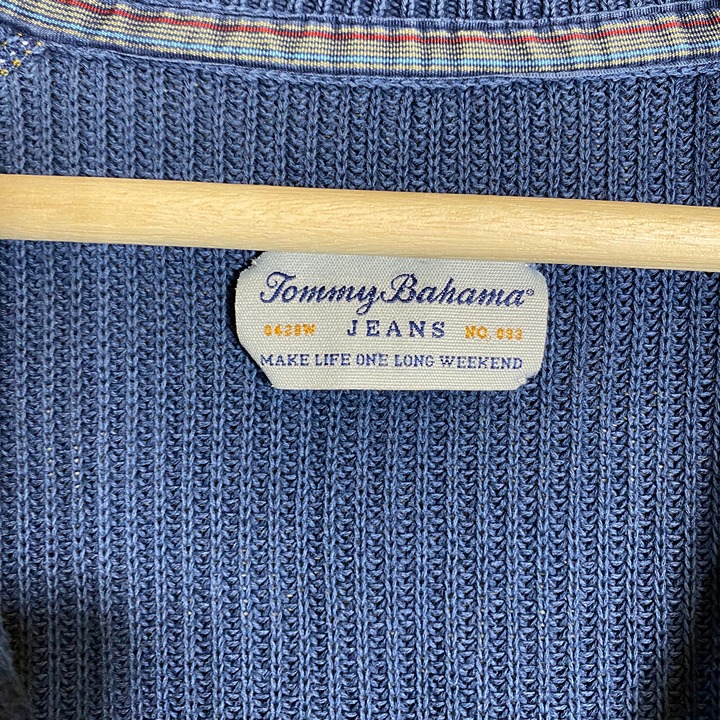 Tommy Bahama®
0428W JEANS NO. 033
MAKE LIFE ONE LONG WEEKEND